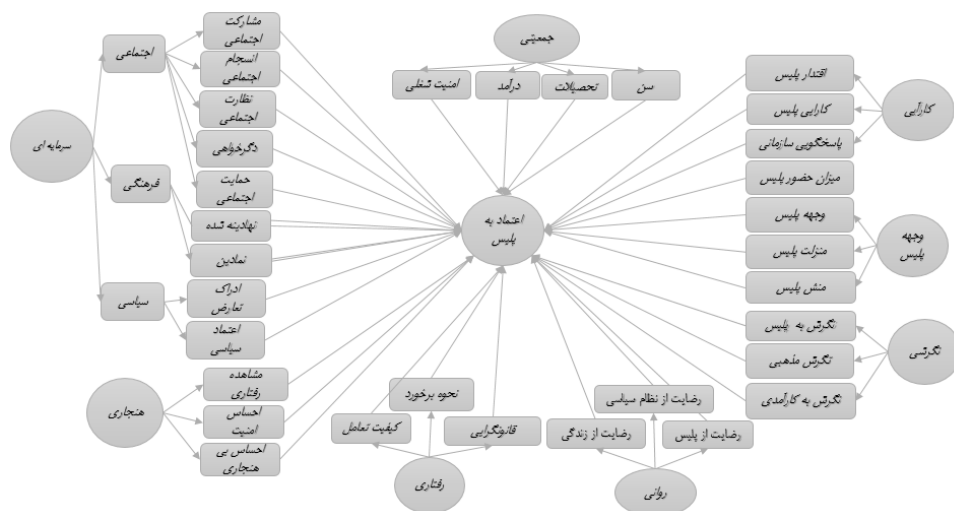 جمعیتی
سن
تحصیلات
درآمد
امنیت شغلی
کارآیی
اقتدار پلیس
کارایی پلیس
پاسخگویی سازمانی
میزان حضور پلیس
وجهه
پلیس
وجهه پلیس
منزلت پلیس
منش پلیس
نگرشی
نگرش به پلیس
نگرش مذهبی
نگرش به کارآمدی
اعتماد به
پلیس
سرمایه ای
اجتماعی
مشارکت
اجتماعی
انسجام
اجتماعی
نظارت
اجتماعی
دگرخواهی
حمایت
اجتماعی
فرهنگی
نهادینه شده
نمادین
سیاسی
ادراک
تعارض
اعتماد
سیاسی
هنجاری
مشاهده
رفتاری
احساس
امنیت
احساس بی
هنجاری
رضایت از نظام سیاسی
رضایت از پلیس
رضایت از زندگی
روانی
نحوه برخورد
قانونگرایی
کیفیت تعامل
رفتاری